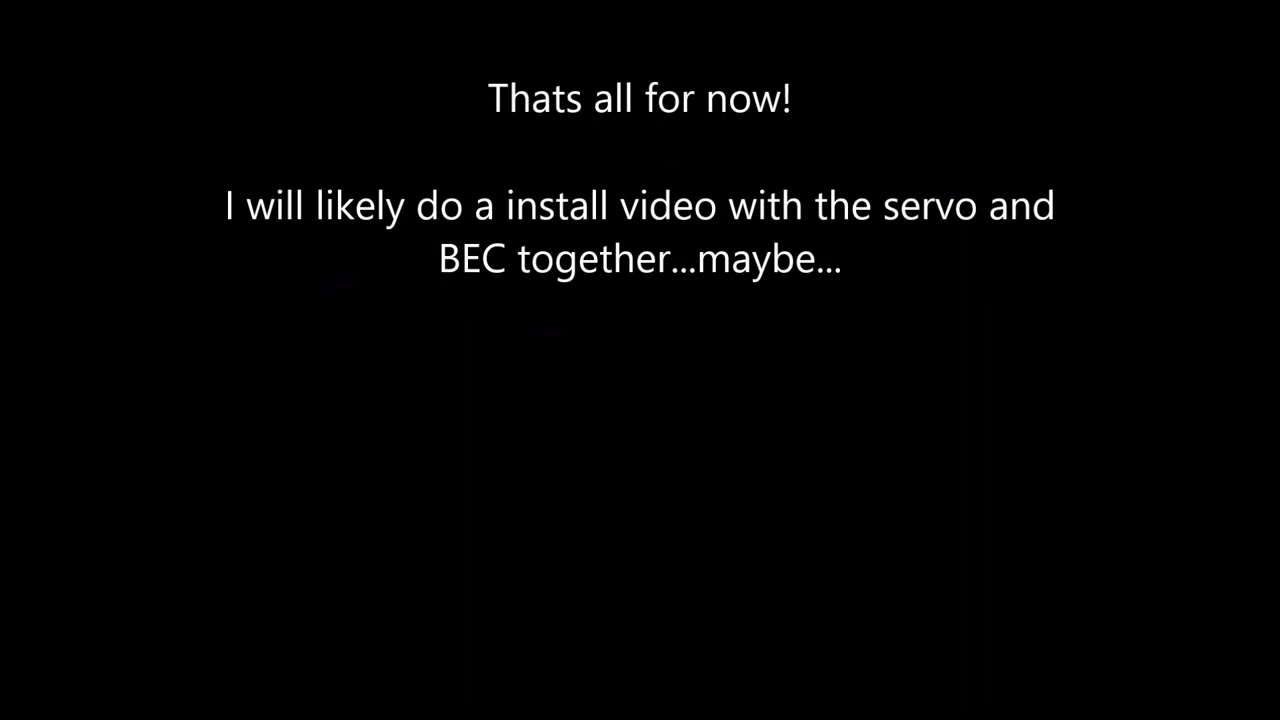 Thats all for now!
I will likely do a install video with the servo and
BEC together...maybe...